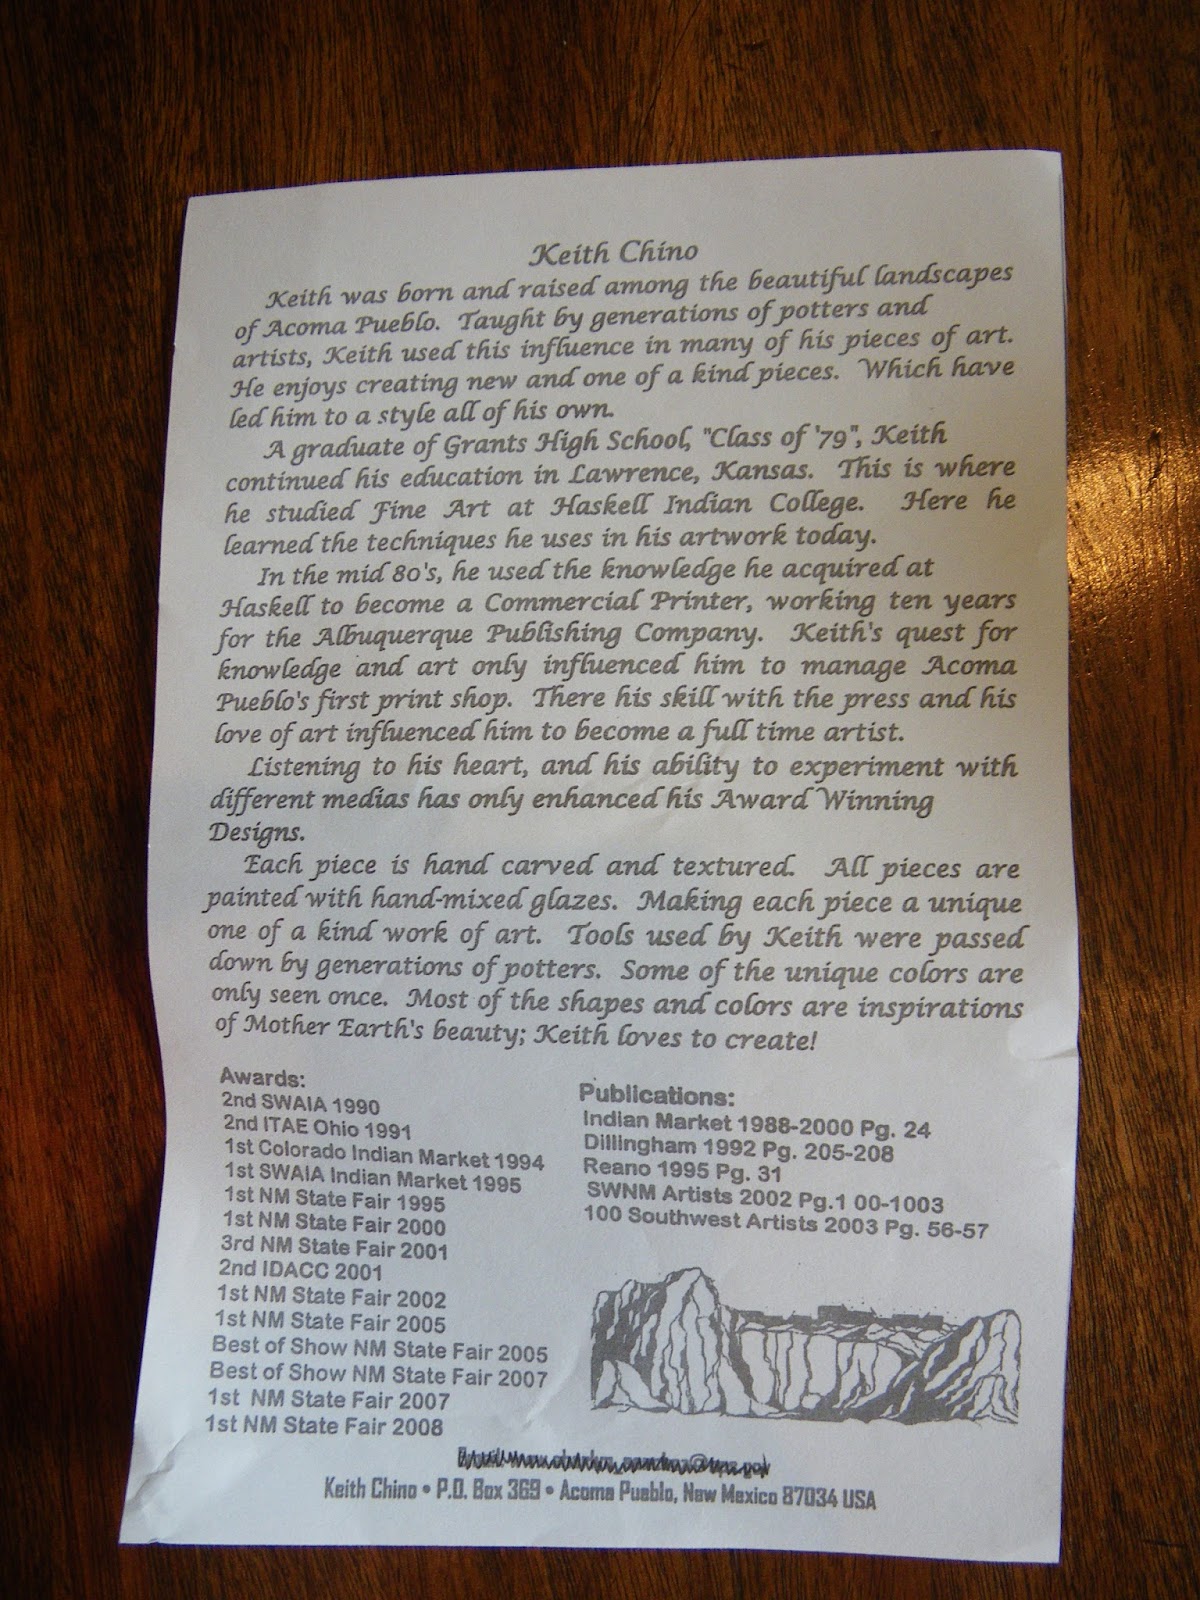 Keith Chino
Keith was born and raised among the beautiful landscapes
of Acoma Pueblo. Taught by generations of potters and
artists, Keith used this influence in many of his pieces of art.
He enjoys creating new and one of a kind pieces. Which have
led him to a style all of his own.
A graduate of Grants High School, "Class of '79", Keith
continued his education in Lawrence, Kansas. This is where
he studied Fine Art at Haskell Indian College. Here he
learned the techniques he uses in his artwork today.
In the mid 80's, he used the knowledge he acquired at
Haskell to become a Commercial Printer, working ten years
for the Albuquerque Publishing Company. Keith's quest for
knowledge and art only influenced him to manage Acoma
Pueblo's first print shop. There his skill with the press and his
love of art influenced him to become a full time artist.
Listening to his heart, and his ability to experiment with
different medias has only enhanced his Award Winning
Designs.
Each piece is hand carved and textured. All pieces are
painted with hand-mixed glazes. Making each piece a unique
one of a kind work of art. Tools used by Keith were passed
down by generations of potters. Some of the unique colors are
only seen once. Most of the shapes and colors are inspirations
of Mother Earth's beauty; Keith loves to create!
Awards:
2nd SWAIA 1990
2nd ITAE Ohio 1991
1st Colorado Indian Market 1994
1st SWAIA Indian Market 1995
1st NM State Fair 1995
1st NM State Fair 2000
3rd NM State Fair 2001
2nd IDACC 2001
1st NM State Fair 2002
1st NM State Fair 2005
Best of Show NM State Fair 2005
Best of Show NM State Fair 2007
1st NM State Fair 2007
1st NM State Fair 2008
Publications:
Indian Market 1988-2000 Pg. 24
Dillingham 1992 Pg. 205-208
Reano 1995 Pg. 31
SWNM Artists 2002 Pg.1 00-1003
100 Southwest Artists 2003 Pg. 56-57
Keith Chino • P.O. Box 369 • Acoma Pueblo, New Mexico 87034 USA